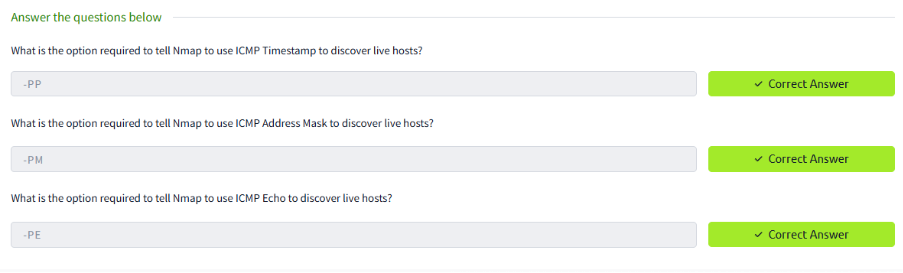 Answer the questions below
What is the option required to tell Nmap to use ICMP Timestamp to discover live hosts?
-PP
✓ Correct Answer
What is the option required to tell Nmap to use ICMP Address Mask to discover live hosts?
-PM
✓ Correct Answer
What is the option required to tell Nmap to use ICMP Echo to discover live hosts?
-PE
✓ Correct Answer